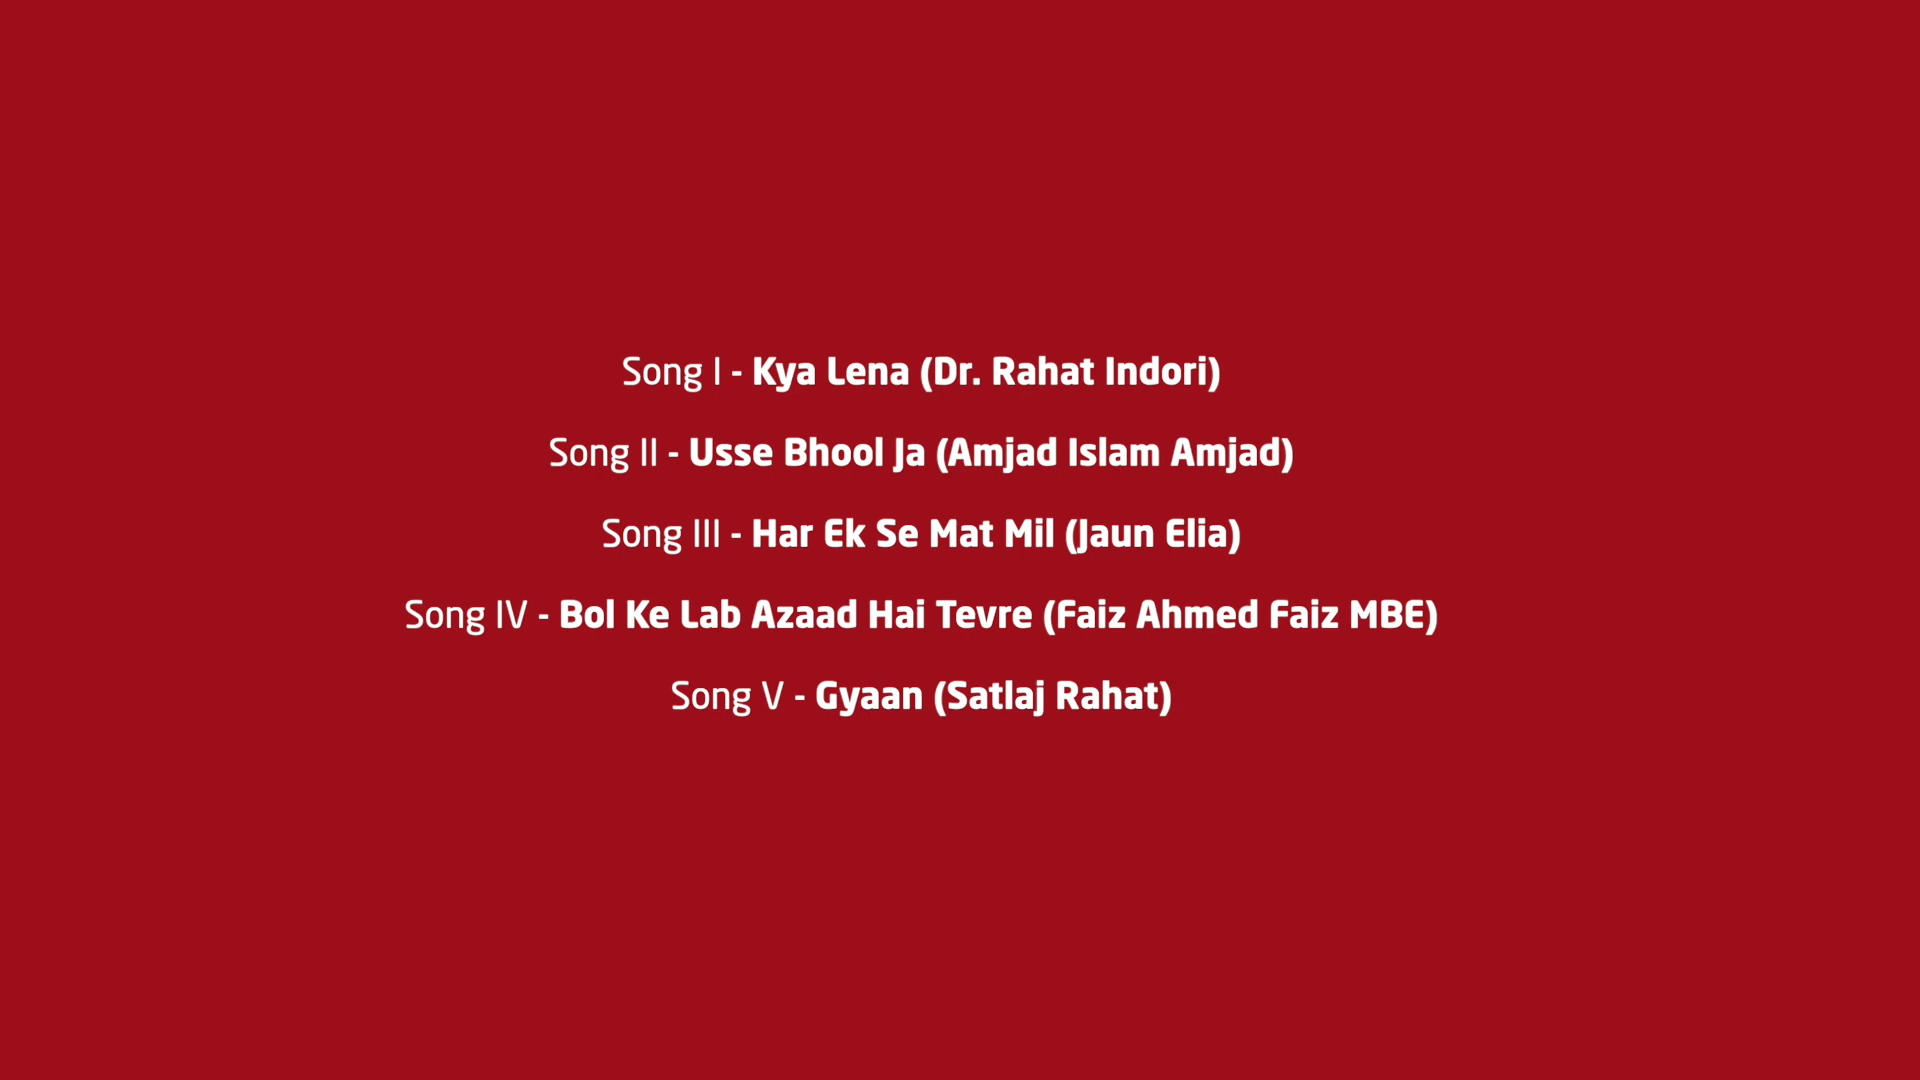 Song I - Kya Lena (Dr. Rahat Indori)
Song II - Usse Bhool Ja (Amjad Islam Amjad)
Song III - Har Ek Se Mat Mil (Jaun Elia)
Song IV - Bol Ke Lab Azaad Hai Tevre (Faiz Ahmed Faiz MBE)
Song V - Gyaan (Satlaj Rahat)